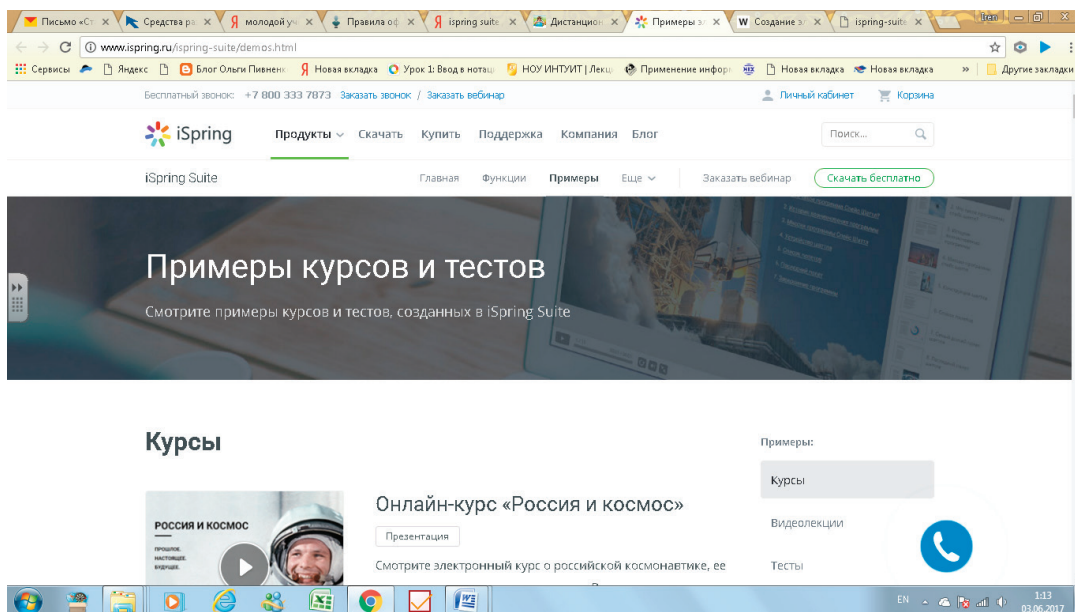 Письмо «Ст
Средства ра
молодой уч
Правила оф
ispring suite
Дистанцион
Примеры эл
Создание э
ispring-suite
www.ispring.ru/ispring-suite/demos.html
Сервисы
Яндекс
Блог Ольги Пивненк
Новая вкладка
Урок 1: Ввод в нотац
НОУ ИНТУИТ | Лекц
Применение информ
Новая вкладка
Новая вкладка
»
Другие закладки
Бесплатный звонок: +7 800 333 7873 Заказать звонок / Заказать вебинар
Личный кабинет
Корзина
iSpring
Продукты
Скачать
Купить
Поддержка
Компания
Блог
Поиск...
iSpring Suite
Главная
Функции
Примеры
Еще
Заказать вебинар
Скачать бесплатно
Примеры курсов и тестов
Смотрите примеры курсов и тестов, созданных в iSpring Suite
Курсы
Примеры:
Курсы
Видеолекции
Тесты
РОССИЯ И КОСМОС
ПРОШЛОЕ.
НАСТОЯЩЕЕ.
БУДУЩЕЕ.
Онлайн-курс «Россия и космос»
Презентация
Смотрите электронный курс о российской космонавтике, ее
EN
1:13
03.06.2017